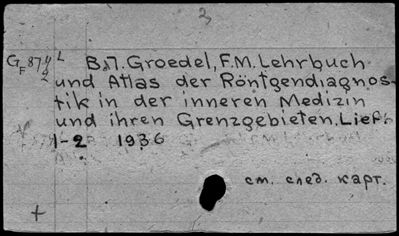 3
L B.J. Groedel, F.M. Lehrbuch
und Atlas der Röntgendiagnos-
tik in der inneren Medizin
und ihren Grenzgebieten. Lief.
1-2 1936
см. след. карт.
+